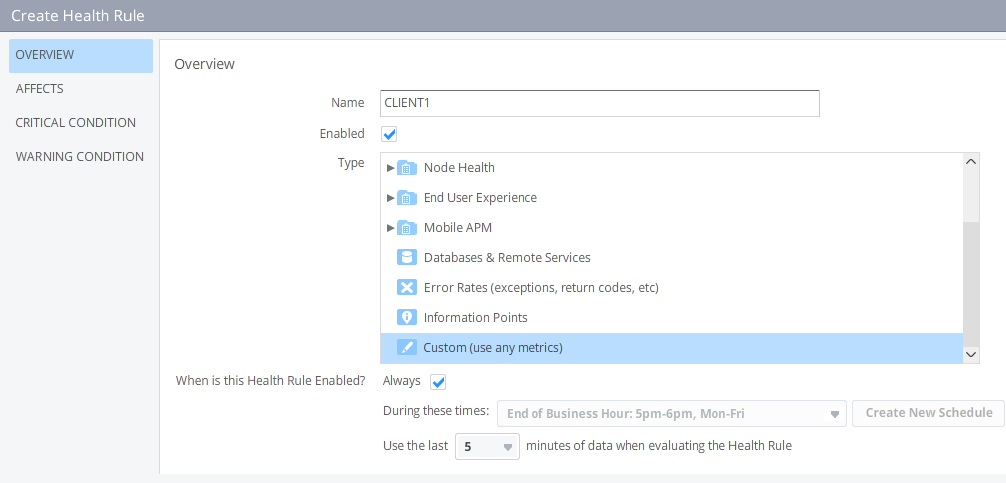 Create Health Rule
OVERVIEW
AFFECTS
CRITICAL CONDITION
WARNING CONDITION
Overview
Name CLIENT1
Enabled
Type
Node Health
End User Experience
Mobile APM
Databases & Remote Services
Error Rates (exceptions, return codes, etc)
Information Points
Custom (use any metrics)
When is this Health Rule Enabled? Always
During these times: End of Business Hour: 5pm-6pm, Mon-Fri Create New Schedule
Use the last 5 minutes of data when evaluating the Health Rule